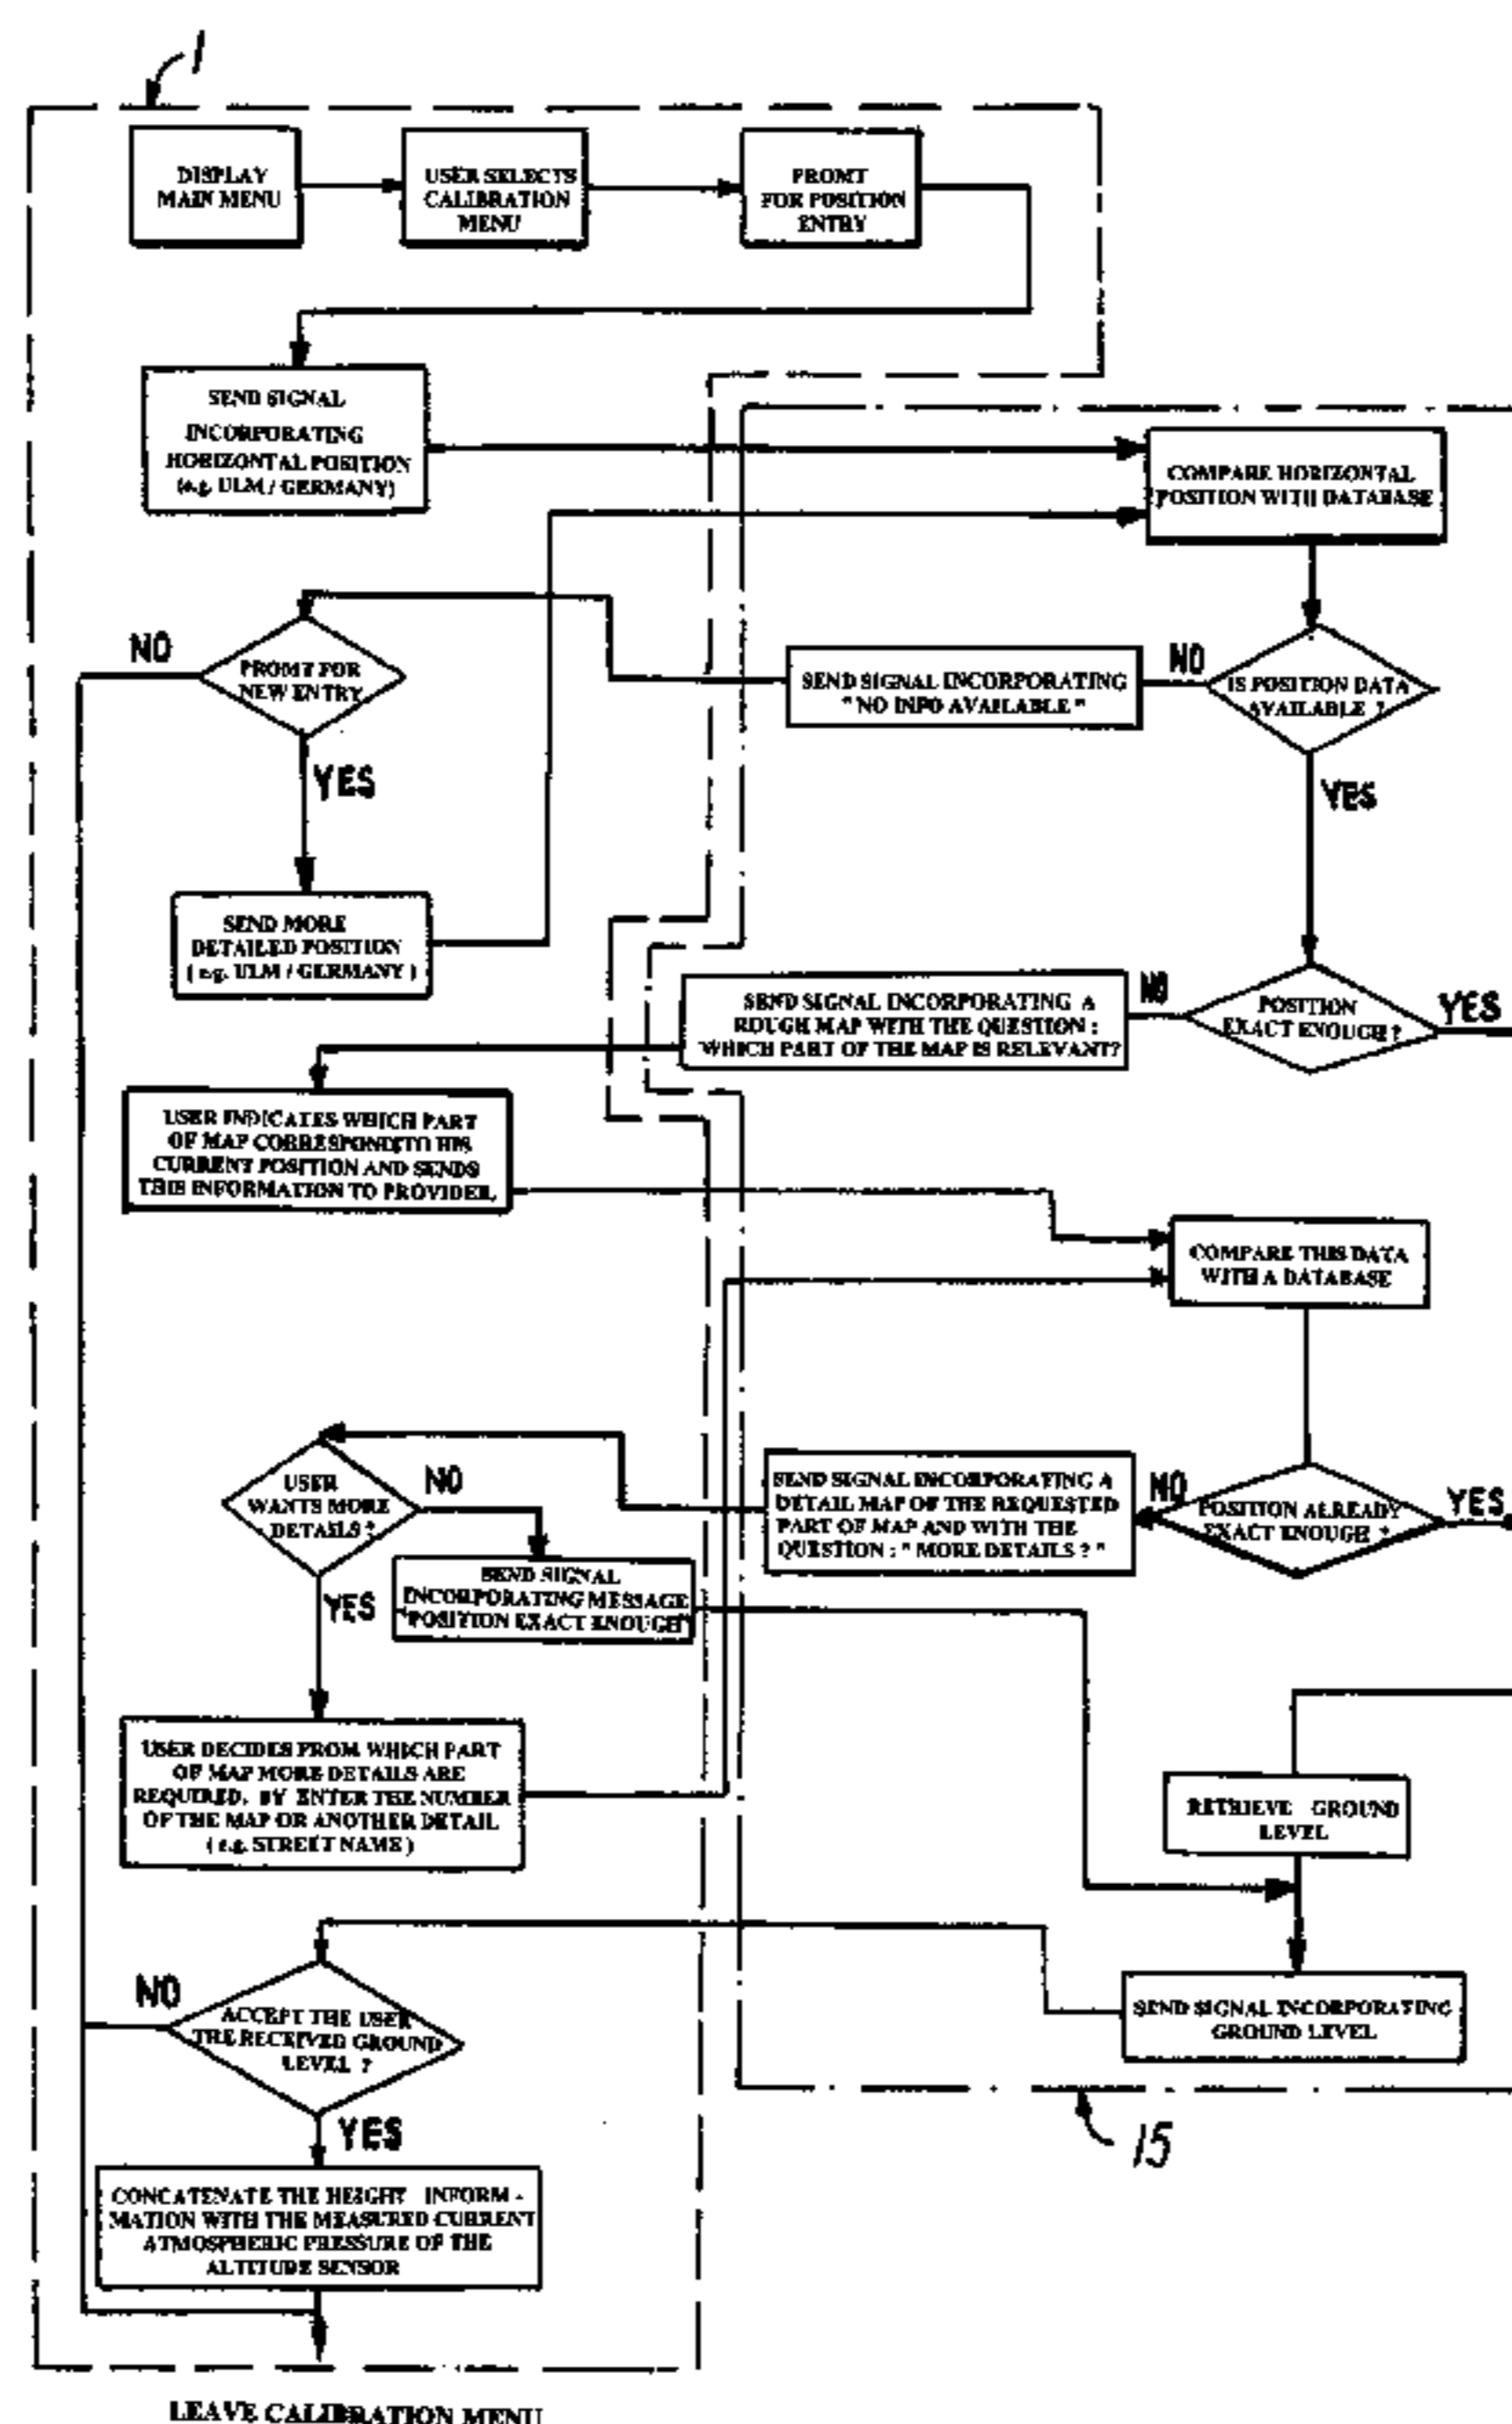 1
DISPLAY
MAIN MENU
USER SELECTS
CALIBRATION
MENU
PROMT
FOR POSITION
ENTRY
SEND SIGNAL
INCORPORATING
HORIZONTAL POSITION
(e.g. ULM / GERMANY)
COMPARE HORIZONTAL
POSITION WITH DATABASE
NO
PROMT FOR
NEW ENTRY
YES
SEND SIGNAL INCORPORATING
"NO INFO AVAILABLE"
NO
IS POSITION DATA
AVAILABLE ?
YES
SEND MORE
DETAILED POSITION
( e.g. ULM / GERMANY )
SEND SIGNAL INCORPORATING A
ROUGH MAP WITH THE QUESTION :
WHICH PART OF THE MAP IS RELEVANT?
NO
POSITION
EXACT ENOUGH ?
YES
USER INDICATES WHICH PART
OF MAP CORRESPOND TO HIS
CURRENT POSITION AND SENDS
THIS INFORMATION TO PROVIDER.
COMPARE THIS DATA
WITH A DATABASE
USER
WANTS MORE
DETAILS ?
NO
YES
SEND SIGNAL
INCORPORATING MESSAGE
"POSITION EXACT ENOUGH"
SEND SIGNAL INCORPORATING A
DETAIL MAP OF THE REQUESTED
PART OF MAP AND WITH THE
QUESTION : " MORE DETAILS ? "
NO
POSITION ALREADY
EXACT ENOUGH ?
YES
USER DECIDES FROM WHICH PART
OF MAP MORE DETAILS ARE
REQUIRED. BY ENTER THE NUMBER
OF THE MAP OR ANOTHER DETAIL
( e.g. STREET NAME )
RETRIEVE GROUND
LEVEL
SEND SIGNAL INCORPORATING
GROUND LEVEL
NO
ACCEPT THE USER
THE RECEIVED GROUND
LEVEL ?
YES
15
CONCATENATE THE HEIGHT INFORM -
MATION WITH THE MEASURED CURRENT
ATMOSPHERIC PRESSURE OF THE
ALTITUDE SENSOR
LEAVE CALIBRATION MENU